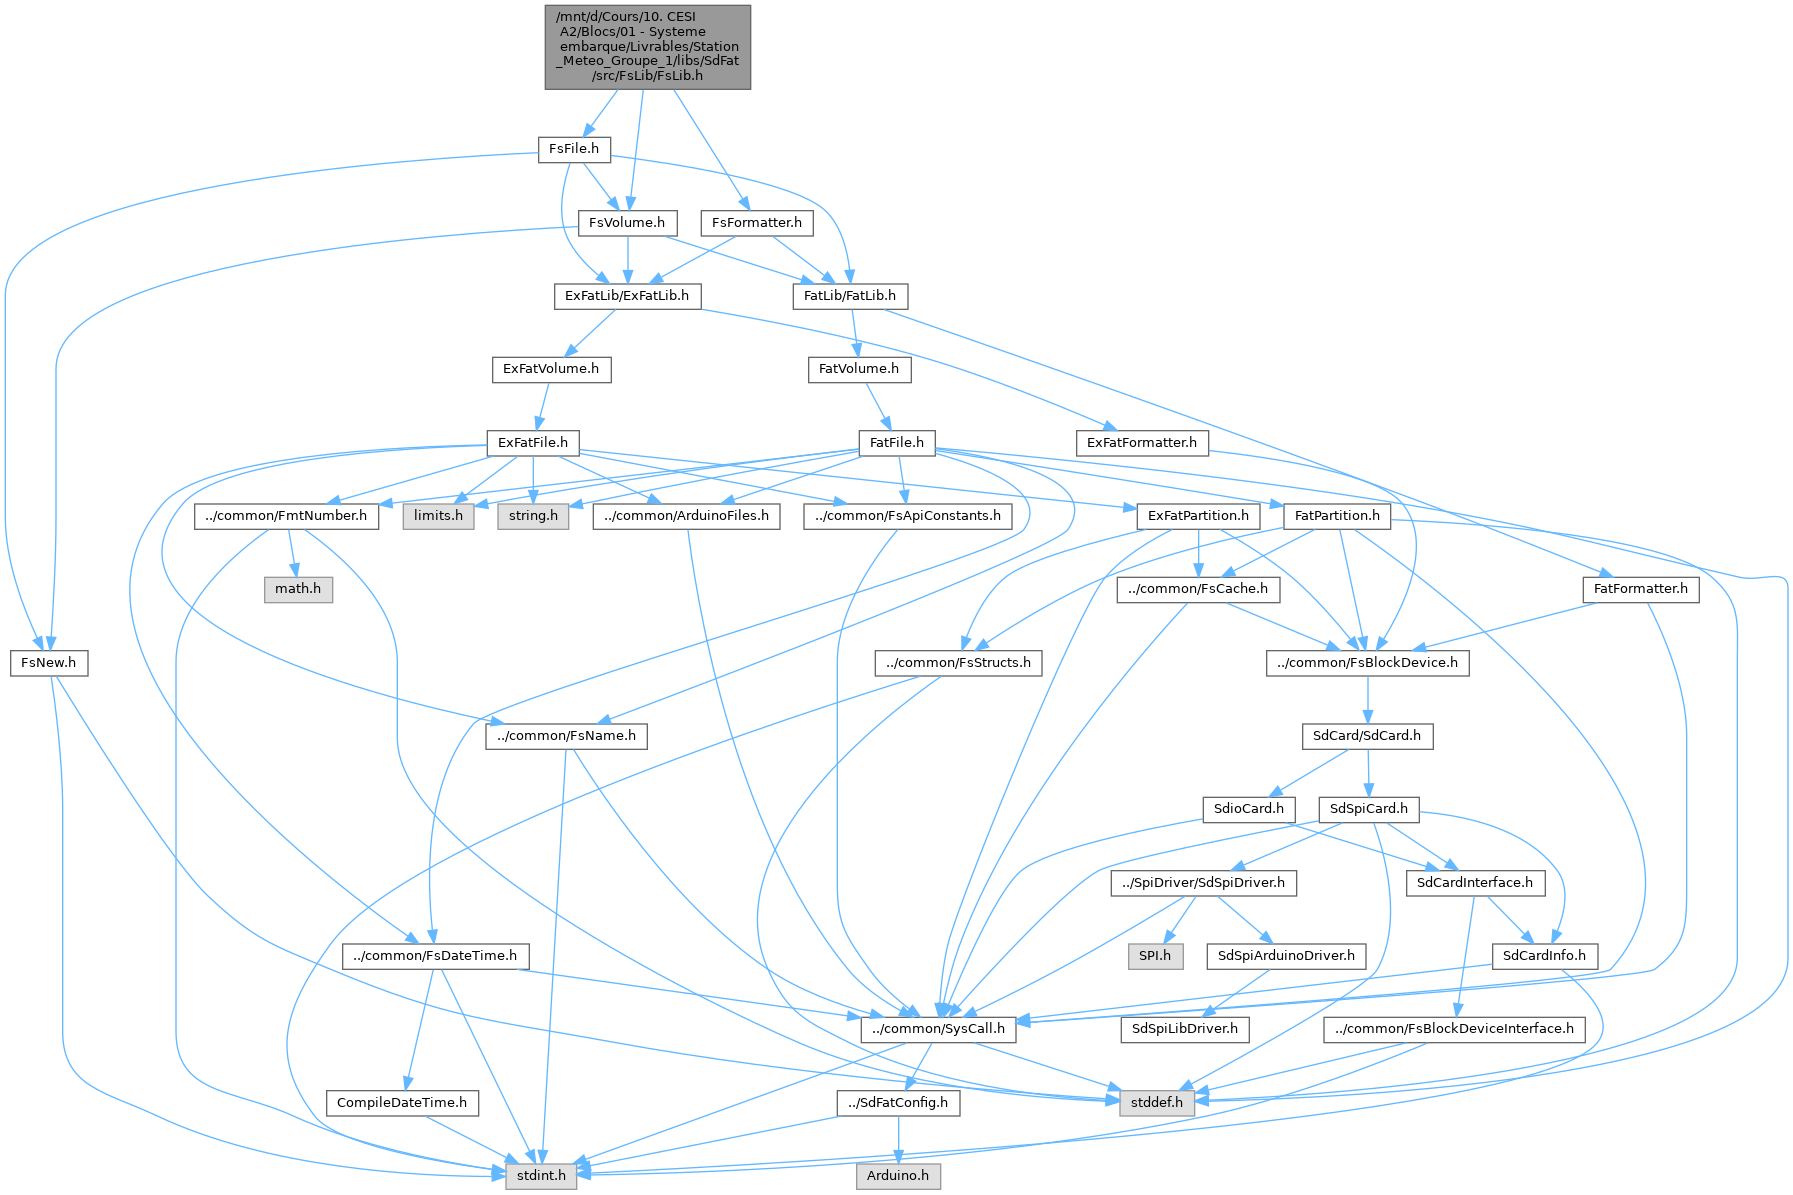 /mnt/d/Cours/10. CESI
A2/Blocs/01 - Systeme
embarque/Livrables/Station
_Meteo_Groupe_1/libs/SdFat
/src/FsLib/FsLib.h
FsFile.h
FsVolume.h
FsFormatter.h
ExFatLib/ExFatLib.h
FatLib/FatLib.h
ExFatVolume.h
FatVolume.h
ExFatFile.h
FatFile.h
ExFatFormatter.h
../common/FmtNumber.h
limits.h
string.h
../common/ArduinoFiles.h
../common/FsApiConstants.h
ExFatPartition.h
FatPartition.h
math.h
../common/FsCache.h
FatFormatter.h
FsNew.h
../common/FsStructs.h
../common/FsBlockDevice.h
../common/FsName.h
SdCard/SdCard.h
SdioCard.h
SdSpiCard.h
../SpiDriver/SdSpiDriver.h
SdCardInterface.h
../common/FsDateTime.h
SPI.h
SdSpiArduinoDriver.h
SdCardInfo.h
../common/SysCall.h
SdSpiLibDriver.h
../common/FsBlockDeviceInterface.h
CompileDateTime.h
../SdFatConfig.h
stddef.h
stdint.h
Arduino.h